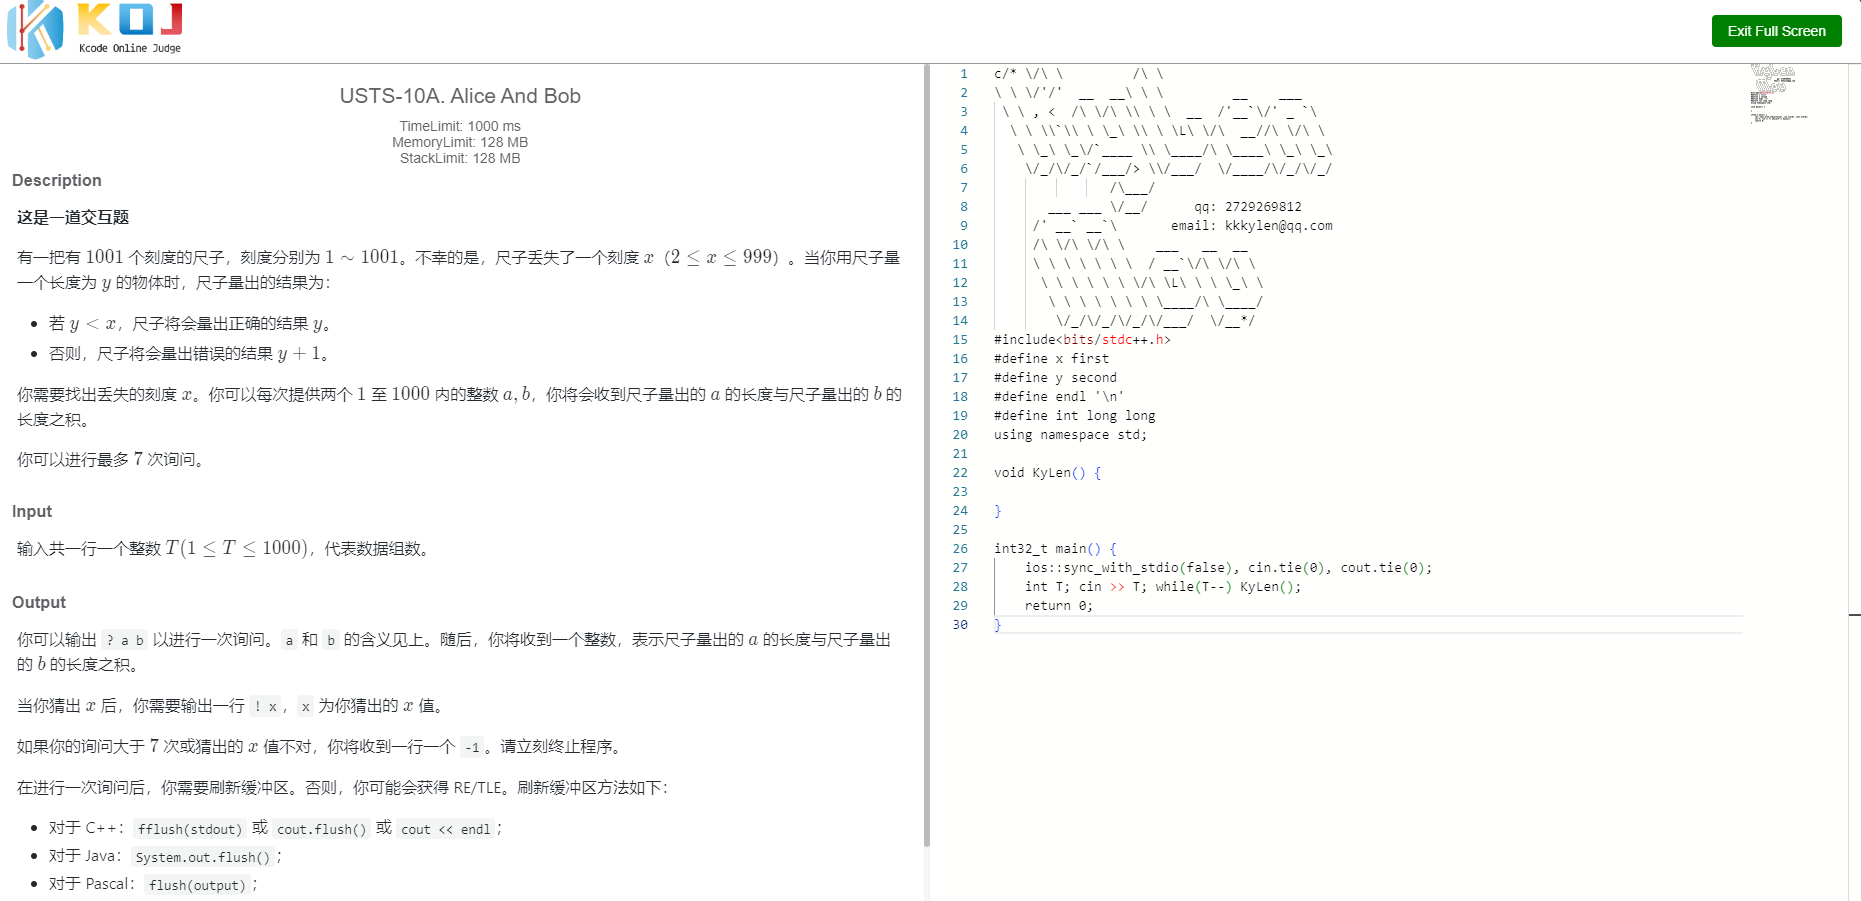 KOJ
Kcode Online Judge
Exit Full Screen
USTS-10A. Alice And Bob
TimeLimit: 1000 ms
MemoryLimit: 128 MB
StackLimit: 128 MB
Description
这是一道交互题
有一把有 1001 个刻度的尺子，刻度分别为 1 ∼ 1001。不幸的是，尺子丢失了一个刻度 x（2 ≤ x ≤ 999）。当你用尺子量
一个长度为 y 的物体时，尺子量出的结果为：
• 若 y < x，尺子将会量出正确的结果 y。
• 否则，尺子将会量出错误的结果 y + 1。
你需要找出丢失的刻度 x。你可以每次提供两个 1 至 1000 内的整数 a, b，你将会收到尺子量出的 a 的长度与尺子量出的 b 的
长度之积。
你可以进行最多 7 次询问。
Input
输入共一行一个整数 T(1 ≤ T ≤ 1000)，代表数据组数。
Output
你可以输出 ? a b 以进行一次询问。 a 和 b 的含义见上。随后，你将收到一个整数，表示尺子量出的 a 的长度与尺子量出
的 b 的长度之积。
当你猜出 x 后，你需要输出一行 ! x ， x 为你猜出的 x 值。
如果你的询问大于 7 次或猜出的 x 值不对，你将收到一行一个 -1 。请立刻终止程序。
在进行一次询问后，你需要刷新缓冲区。否则，你可能会获得 RE/TLE。刷新缓冲区方法如下：
• 对于 C++： fflush(stdout) 或 cout.flush() 或 cout << endl ；
• 对于 Java： System.out.flush() ；
• 对于 Pascal： flush(output) ；
1 c/* \/\ \         /\ \
2 \ \ \/'/'  __  __\ \ \         __    ___
3  \ \ , <  /\ \/\ \\ \ \  __  /'__`\/' _ `\
4   \ \ \\`\\ \ \_\ \\ \ \L\ \/\  __//\ \/\ \
5    \ \_\ \_\/`____ \\ \____/\ \____\ \_\ \_\
6     \/_/\/_/`/___/> \\/___/  \/____/\/_/\/_/
7                /\___/
8        ___ ___ \/__/      qq: 2729269812
9      /' __` __`\       email: kkkylen@qq.com
10      /\ \/\ \/\ \    ___   __  __
11      \ \ \ \ \ \ \  / __`\/\ \/\ \
12       \ \ \ \ \ \ \/\ \L\ \ \ \_\ \
13        \ \ \ \ \ \ \ \____/\ \____/
14         \/_/\/_/\/_/\/___/  \/__*/
15 #include<bits/stdc++.h>
16 #define x first
17 #define y second
18 #define endl '\n'
19 #define int long long
20 using namespace std;
21
22 void KyLen() {
23
24 }
25
26 int32_t main() {
27     ios::sync_with_stdio(false), cin.tie(0), cout.tie(0);
28     int T; cin >> T; while(T--) KyLen();
29     return 0;
30 }